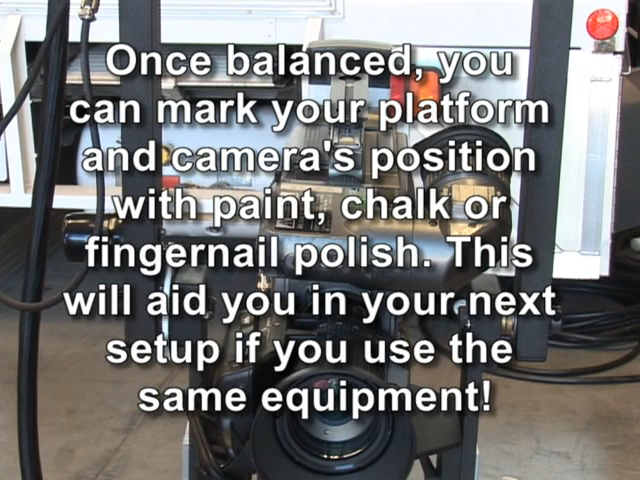 Once balanced, you
can mark your platform
and camera's position
with paint, chalk or
fingernail polish. This
will aid you in your next
setup if you use the
same equipment!